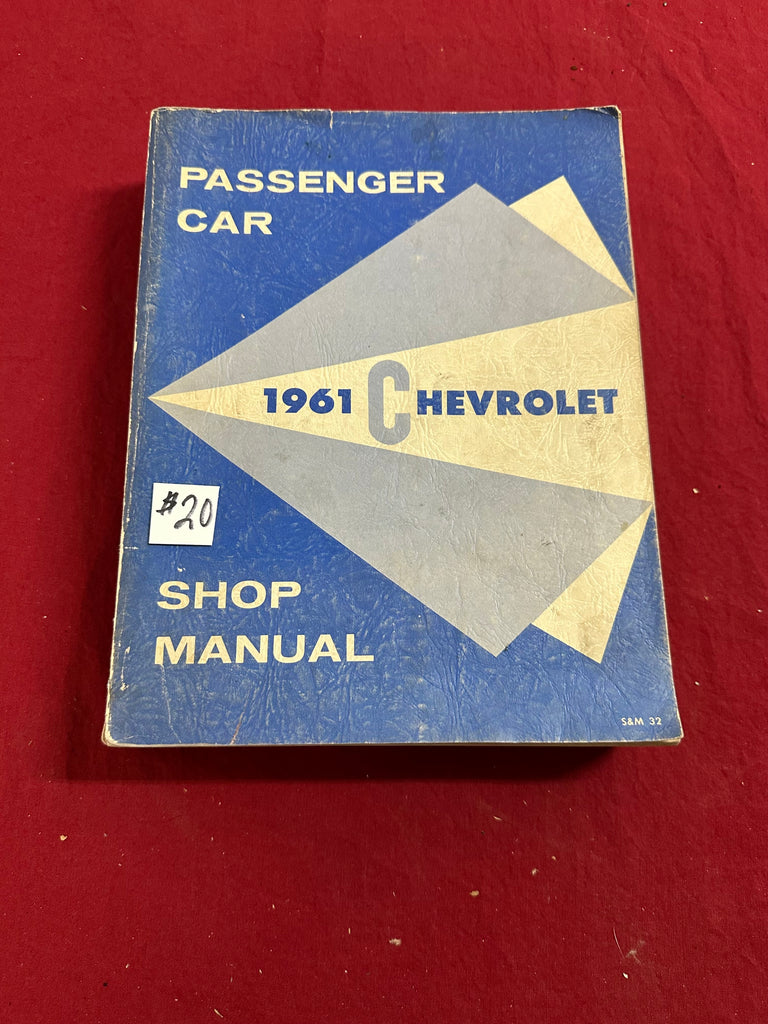 PASSENGER
CAR
1961 CHEVROLET
$20
SHOP
MANUAL
S&M 32